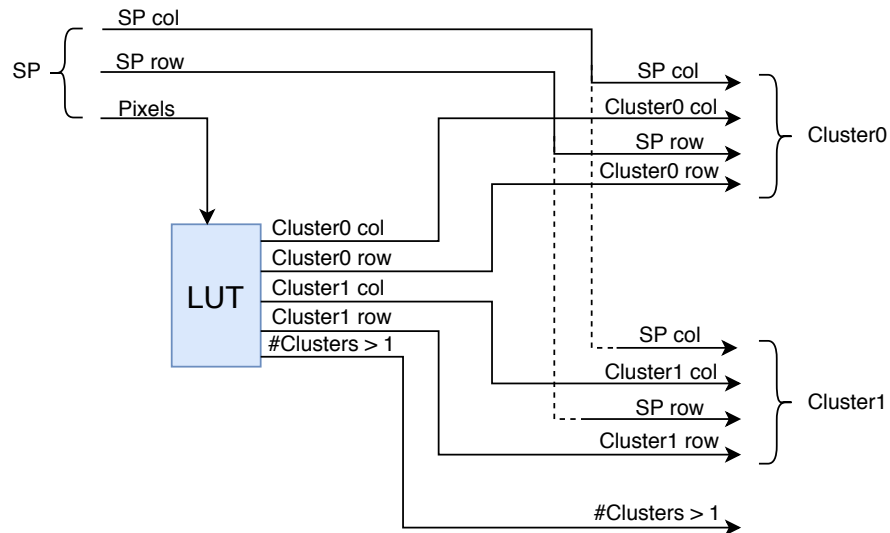 SP col
SP
SP row
Pixels
SP col
Cluster0 col
SP row
Cluster0 row
Cluster0
LUT
Cluster0 col
Cluster0 row
Cluster1 col
Cluster1 row
#Clusters > 1
SP col
Cluster1 col
SP row
Cluster1 row
Cluster1
#Clusters > 1